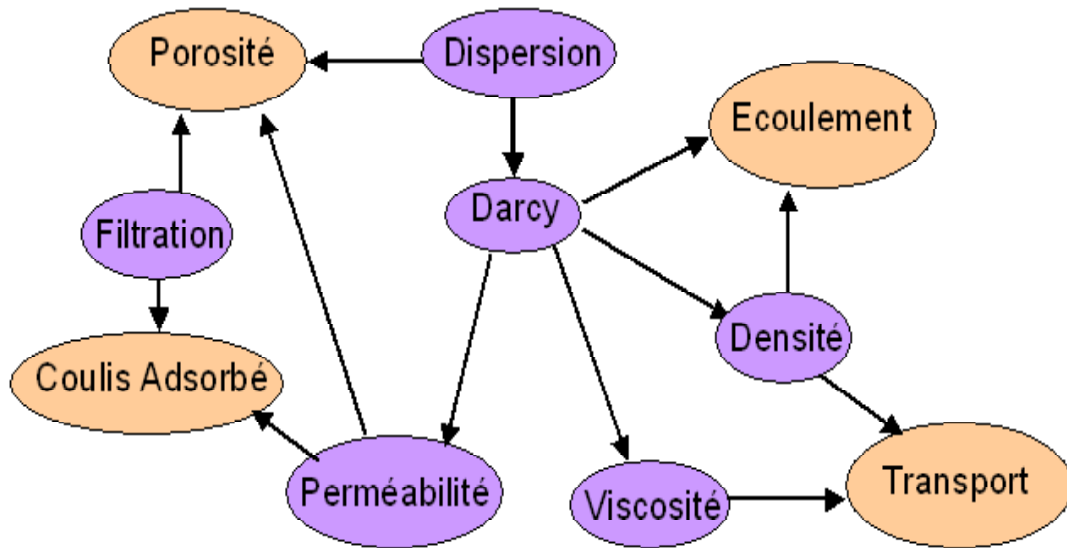 Porosité
Dispersion
Ecoulement
Darcy
Filtration
Densité
Coulis Adsorbé
Perméabilité
Viscosité
Transport